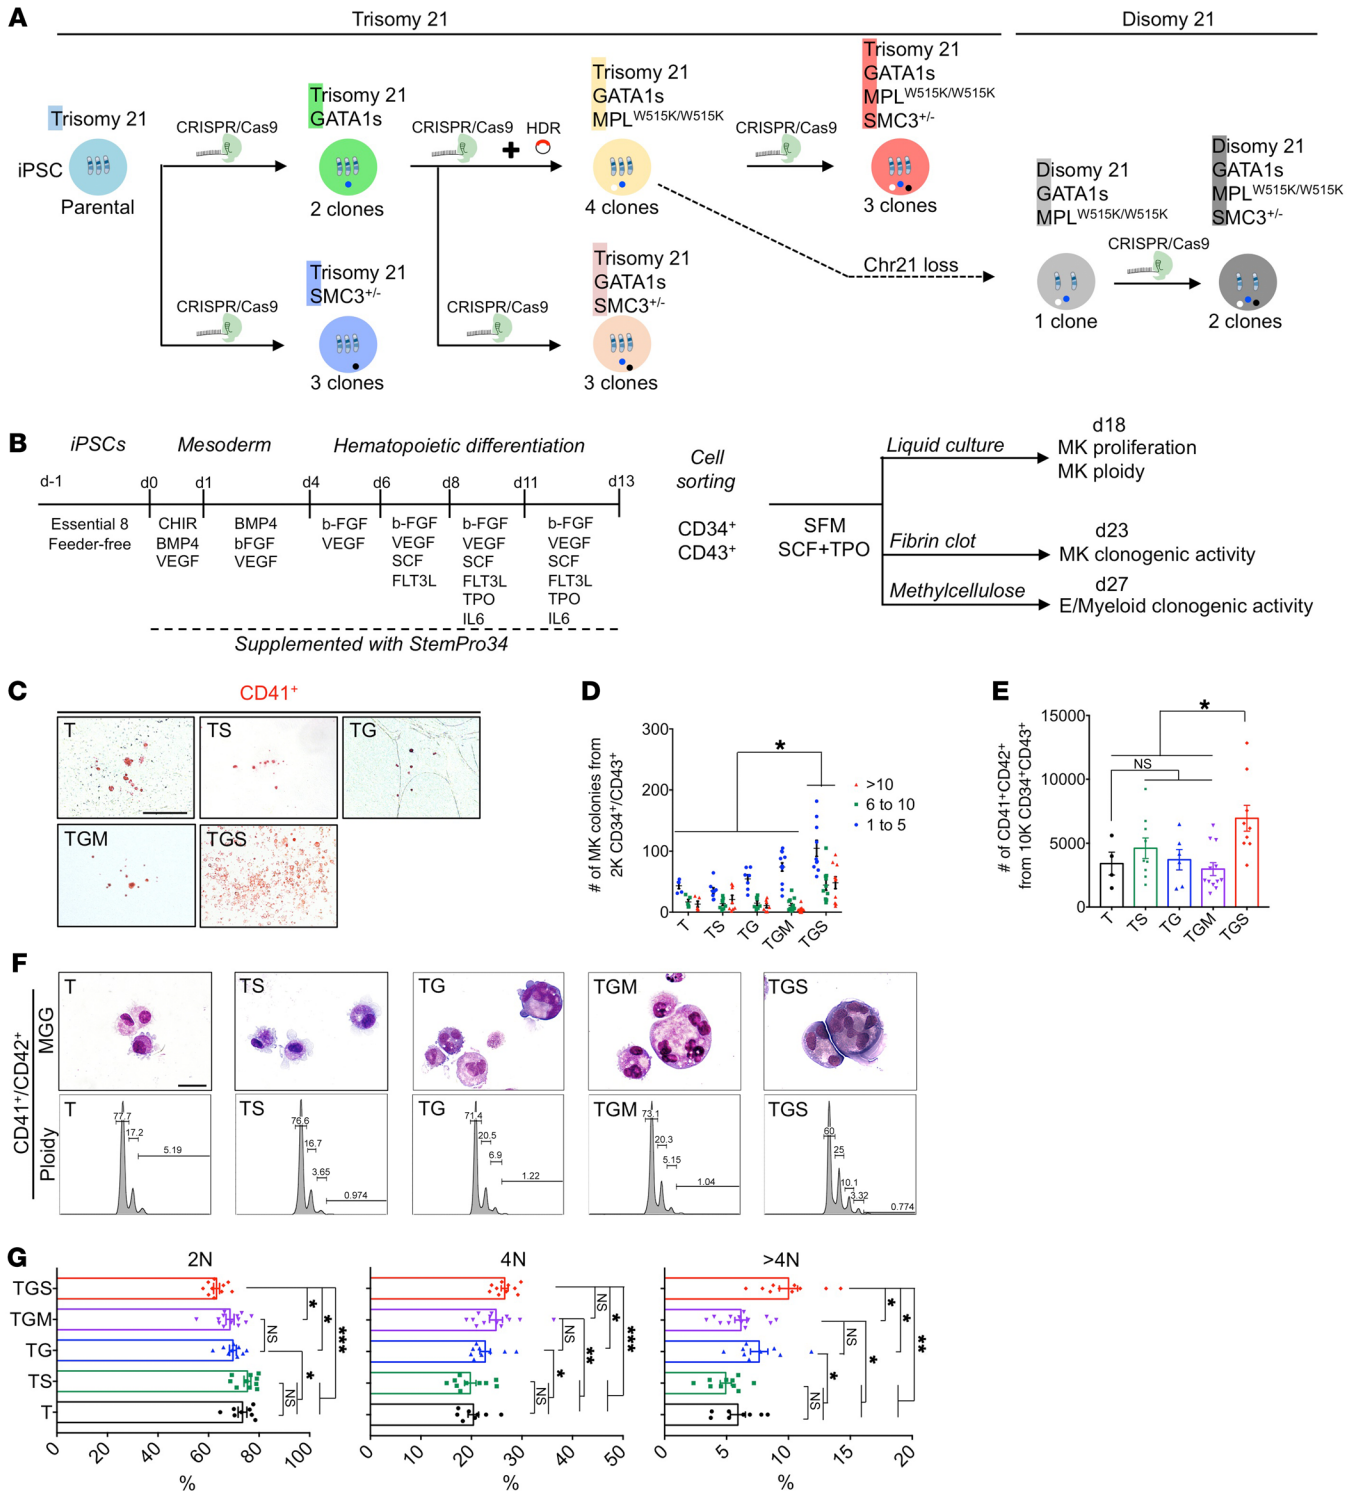 A
Trisomy 21
Disomy 21
Trisomy 21
iPSC
Parental
CRISPR/Cas9
Trisomy 21
GATA1s
2 clones
CRISPR/Cas9
HDR
Trisomy 21
GATA1s
MPLW515K/W515K
4 clones
CRISPR/Cas9
Trisomy 21
GATA1s
MPLW515K/W515K
SMC3+/-
3 clones
CRISPR/Cas9
Trisomy 21
SMC3+/-
3 clones
CRISPR/Cas9
Trisomy 21
GATA1s
SMC3+/-
3 clones
Chr21 loss
Disomy 21
GATA1s
MPLW515K/W515K
1 clone
CRISPR/Cas9
Disomy 21
GATA1s
MPLW515K/W515K
SMC3+/-
2 clones
B
iPSCs
Mesoderm
Hematopoietic differentiation
d-1
d0
d1
d4
d6
d8
d11
d13
Essential 8
Feeder-free
CHIR
BMP4
VEGF
BMP4
bFGF
VEGF
b-FGF
VEGF
b-FGF
VEGF
SCF
FLT3L
b-FGF
VEGF
SCF
FLT3L
TPO
IL6
b-FGF
VEGF
SCF
FLT3L
TPO
IL6
Supplemented with StemPro34
Cell
sorting
CD34+
CD43+
SFM
SCF+TPO
Liquid culture
d18
MK proliferation
MK ploidy
Fibrin clot
d23
MK clonogenic activity
Methylcellulose
d27
E/Myeloid clonogenic activity
C
CD41+
T
TS
TG
TGM
TGS
D
# of MK colonies from
2K CD34+/CD43+
300
200
100
0
*
>10
6 to 10
1 to 5
T
TS
TG
TGM
TGS
E
# of CD41+CD42+
from 10K CD34+CD43+
15000
10000
5000
0
*
NS
T
TS
TG
TGM
TGS
F
CD41+/CD42+
MGG
T
TS
TG
TGM
TGS
Ploidy
T
77.7
17.2
5.19
TS
76.6
16.7
3.65
0.974
TG
71.4
20.5
6.9
1.22
TGM
73.1
20.3
5.15
1.04
TGS
60
25
10.1
3.32
0.774
G
2N
TGS
TGM
TG
TS
T
0
20
40
60
80
100
%
NS
NS
*
*
*
***
4N
0
10
20
30
40
50
%
NS
*
NS
**
NS
*
***
>4N
0
5
10
15
20
%
NS
*
NS
*
*
*
**